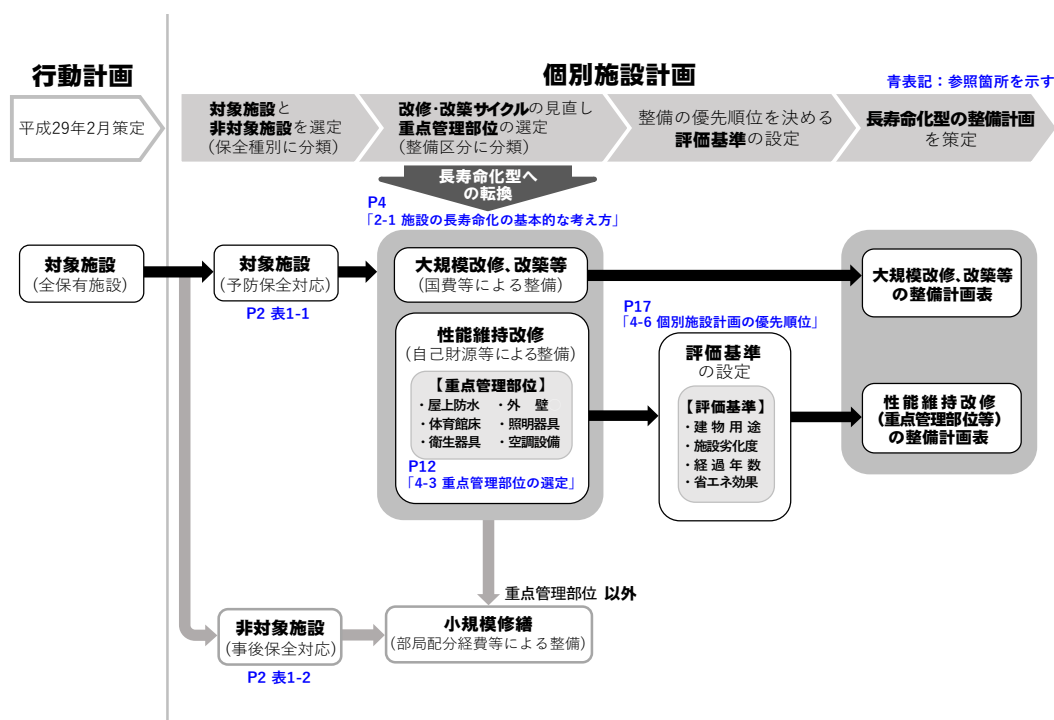 行動計画
個別施設計画
青表記：参照箇所を示す
平成29年2月策定
対象施設と
非対象施設を選定
(保全種別に分類)
改修・改築サイクルの見直し
重点管理部位の選定
(整備区分に分類)
整備の優先順位を決める
評価基準の設定
長寿命化型の整備計画
を策定
長寿命化型へ
の転換
P4
「2-1 施設の長寿命化の基本的な考え方」
対象施設
(全保有施設)
対象施設
(予防保全対応)
P2 表1-1
大規模改修、改築等
(国費等による整備)
大規模改修、改築等
の整備計画表
P17
「4-6 個別施設計画の優先順位」
性能維持改修
(自己財源等による整備)
【重点管理部位】
・屋上防水 ・外　壁
・体育館床 ・照明器具
・衛生器具 ・空調設備
P12
「4-3 重点管理部位の選定」
評価基準
の設定
【評価基準】
・建物用途
・施設劣化度
・経過年数
・省エネ効果
性能維持改修
(重点管理部位等)
の整備計画表
重点管理部位 以外
非対象施設
(事後保全対応)
P2 表1-2
小規模修繕
(部局配分経費等による整備)